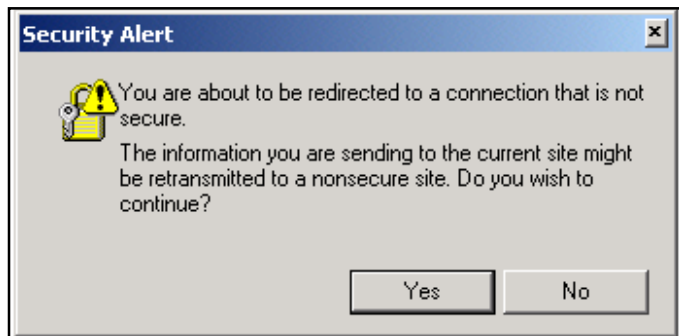 Security Alert
You are about to be redirected to a connection that is not
secure.
The information you are sending to the current site might
be retransmitted to a nonsecure site. Do you wish to
continue?
Yes No